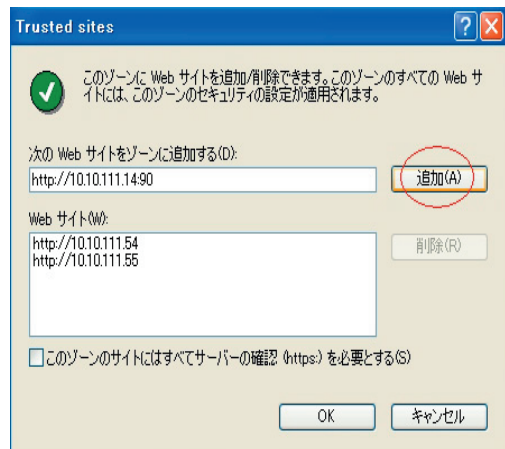 Trusted sites
このゾーンに Web サイトを追加/削除できます。このゾーンのすべての Web サ
イトには、このゾーンのセキュリティの設定が適用されます。
次の Web サイトをゾーンに追加する(D):
http://10.10.111.14:90
追加(A)
Web サイト(W):
http://10.10.111.54
http://10.10.111.55
削除(R)
このゾーンのサイトにはすべてサーバーの確認 (https:) を必要とする(S)
OK
キャンセル